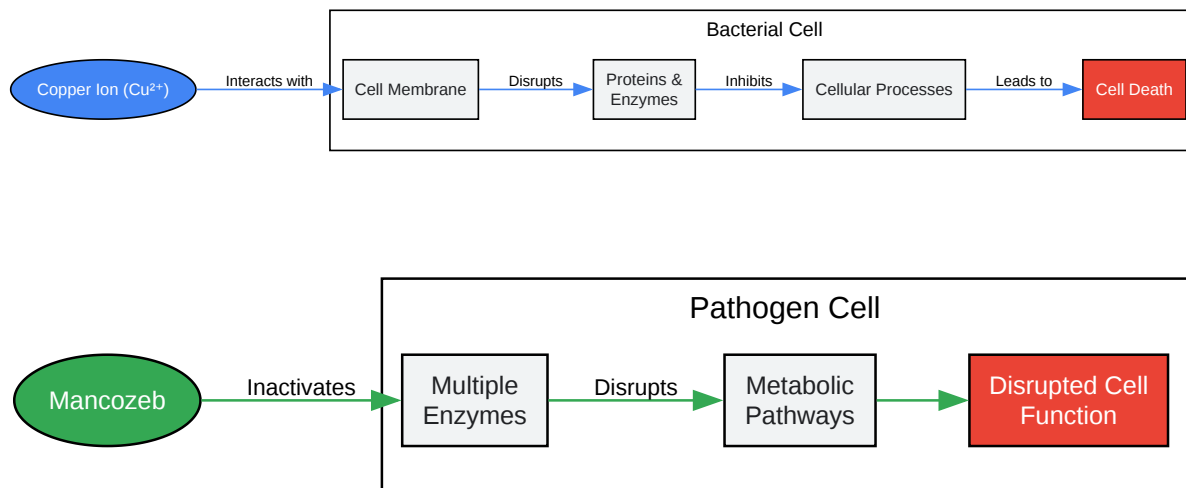 Bacterial Cell
Copper Ion (Cu²⁺)
Interacts with
Cell Membrane
Disrupts
Proteins &
Enzymes
Inhibits
Cellular Processes
Leads to
Cell Death
Pathogen Cell
Mancozeb
Inactivates
Multiple
Enzymes
Disrupts
Metabolic
Pathways
Disrupted Cell
Function